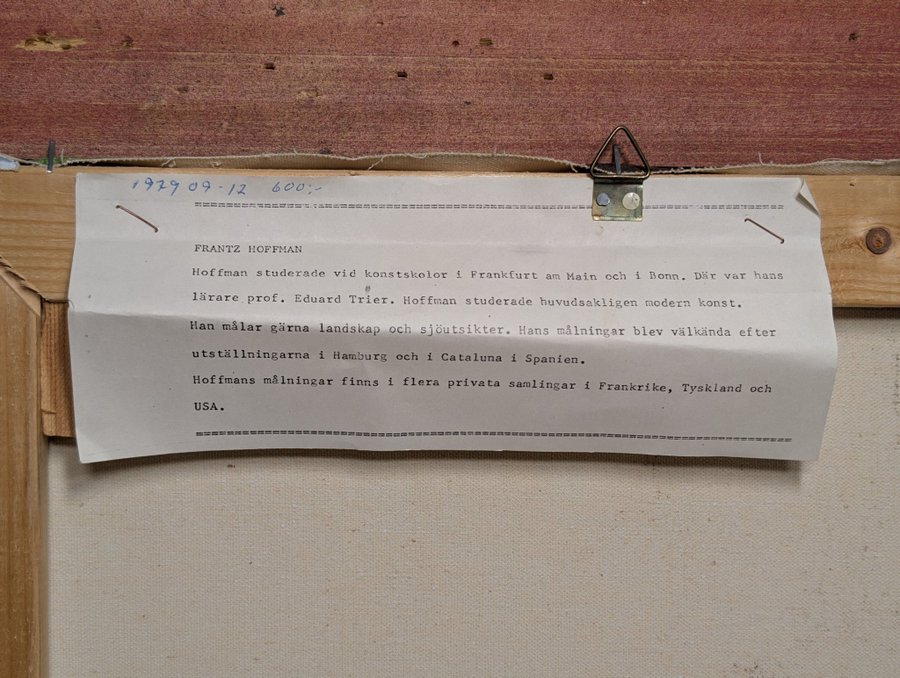 1979 09-12 600:-
FRANTZ HOFFMAN
Hoffman studerade vid konstskolor i Frankfurt am Main och i Bonn. Där var hans
lärare prof. Eduard Trier. Hoffman studerade huvudsakligen modern konst.
Han målar gärna landskap och sjöutsikter. Hans målningar blev välkända efter
utställningarna i Hamburg och i Cataluna i Spanien.
Hoffmans målningar finns i flera privata samlingar i Frankrike, Tyskland och
USA.